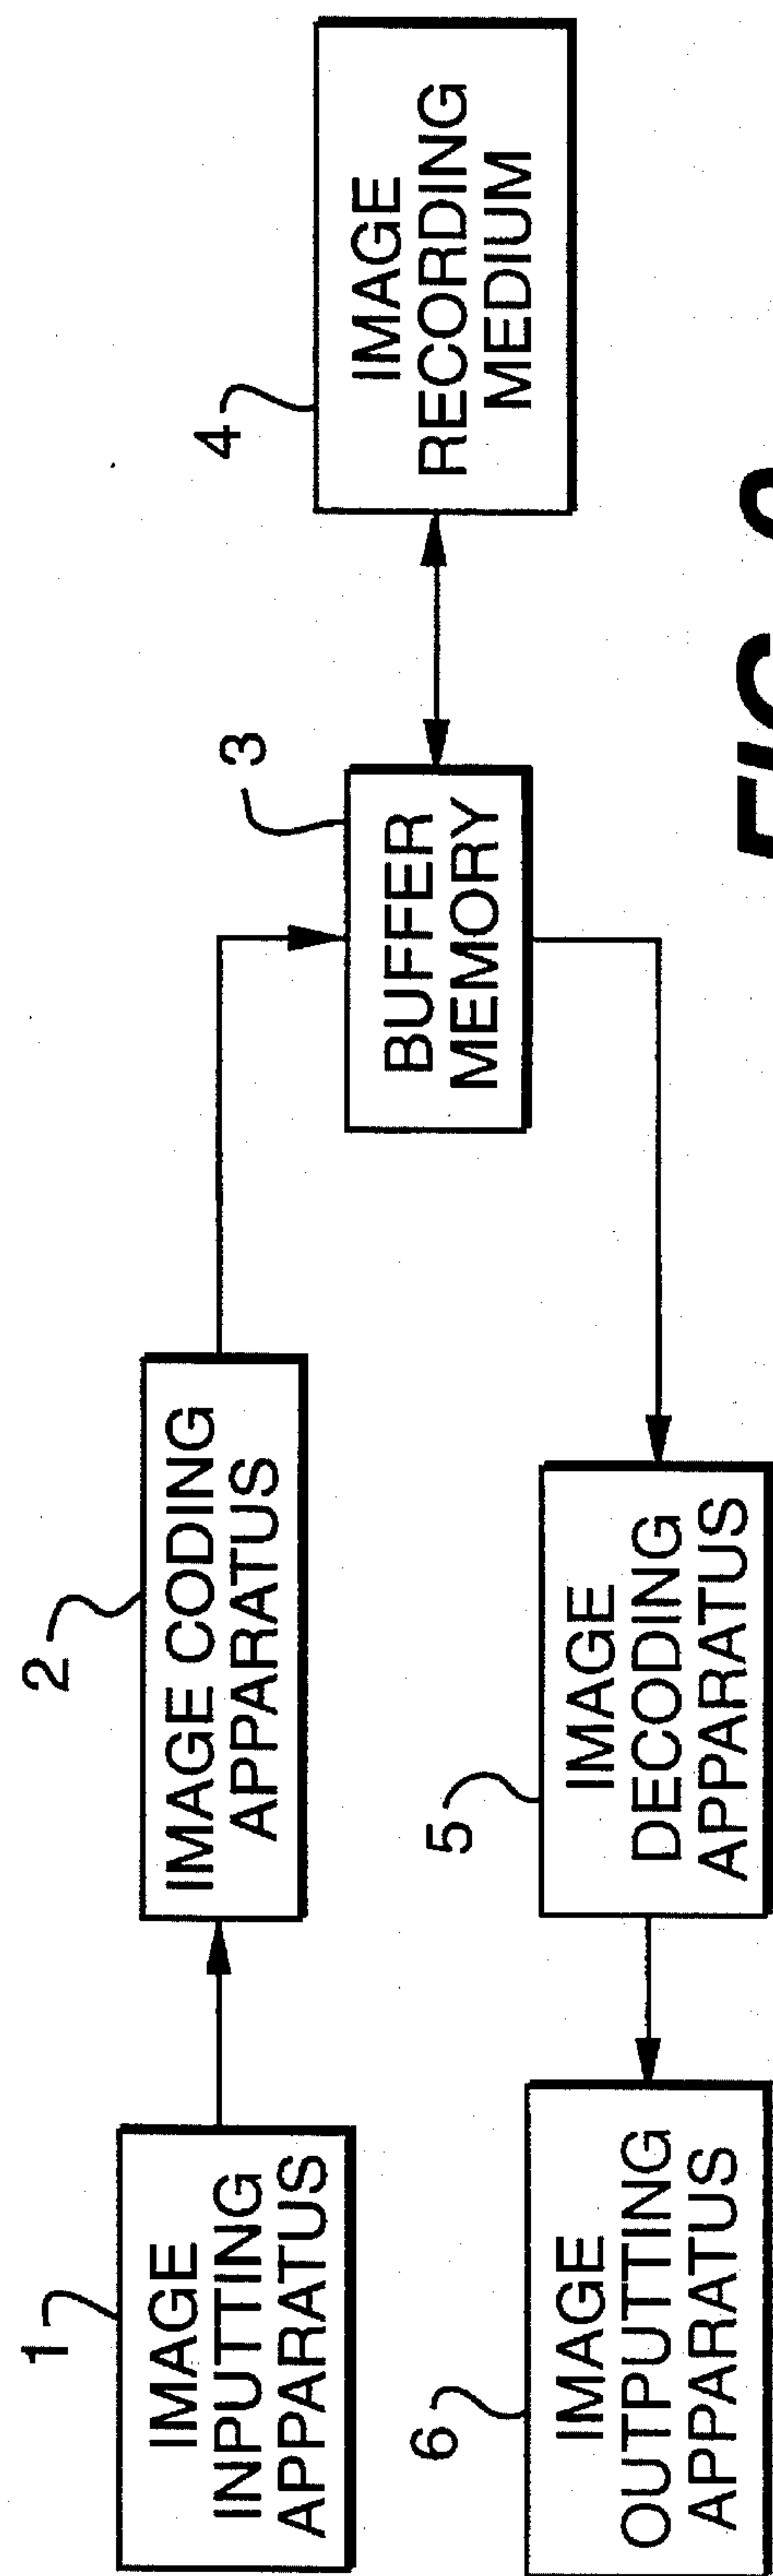 1
IMAGE
INPUTTING
APPARATUS
2
IMAGE CODING
APPARATUS
3
BUFFER
MEMORY
4
IMAGE
RECORDING
MEDIUM
5
IMAGE
DECODING
APPARATUS
6
IMAGE
OUTPUTTING
APPARATUS
FIG.